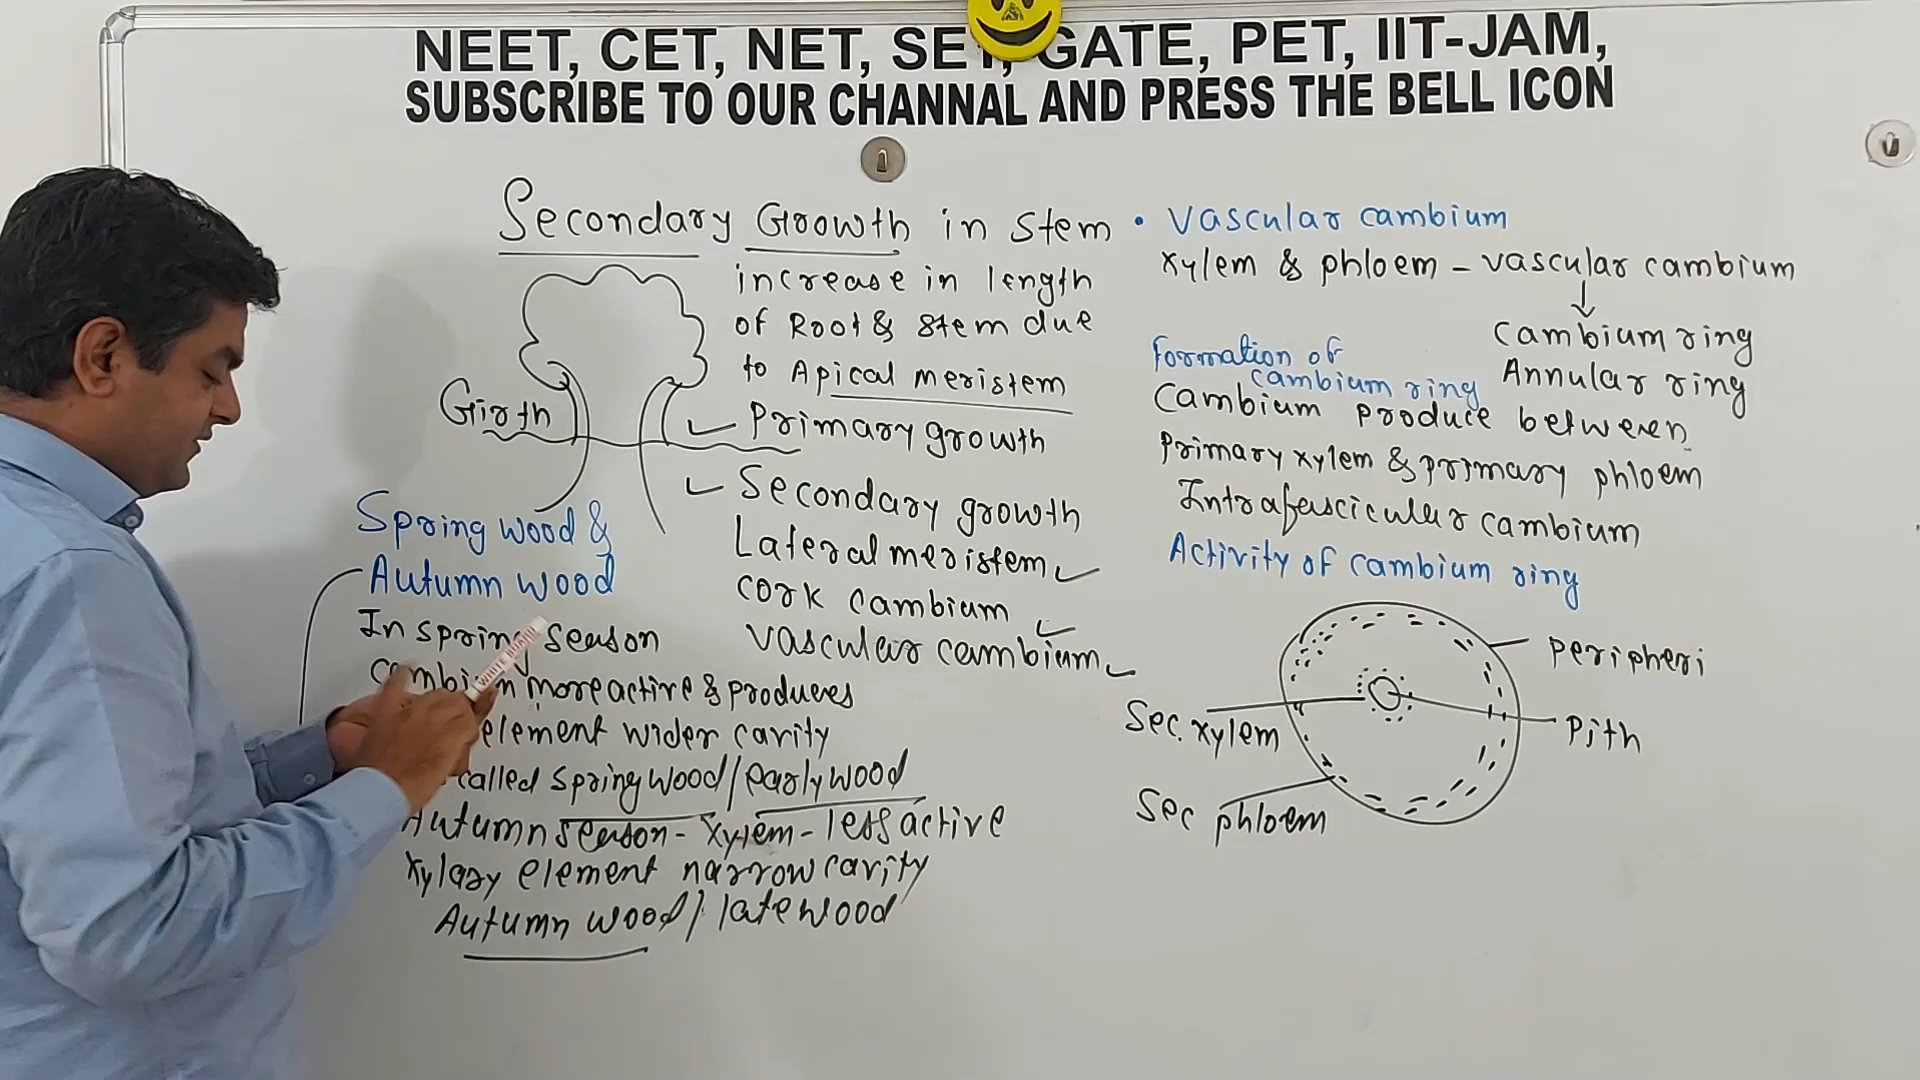 NEET, CET, NET, SET, GATE, PET, IIT-JAM,
SUBSCRIBE TO OUR CHANNAL AND PRESS THE BELL ICON
Secondary Growth in Stem
increase in length
of Root & Stem due
to Apical meristem
Girth
Primary growth
Secondary growth
Lateral meristem
Cork cambium
Vascular cambium
Spring wood &
Autumn wood
In spring season
cambium more active & produces
element wider cavity
called spring wood/early wood
Autumn season - xylem - less active
xylary element narrow cavity
Autumn wood/ late wood
• Vascular cambium
xylem & phloem - vascular cambium
↓
Cambium ring
Annular ring
Formation of
cambium ring
Cambium produce between
Primary xylem & primary phloem
Intrafascicular cambium
Activity of cambium ring
peripheri
Sec. xylem
Pith
Sec phloem